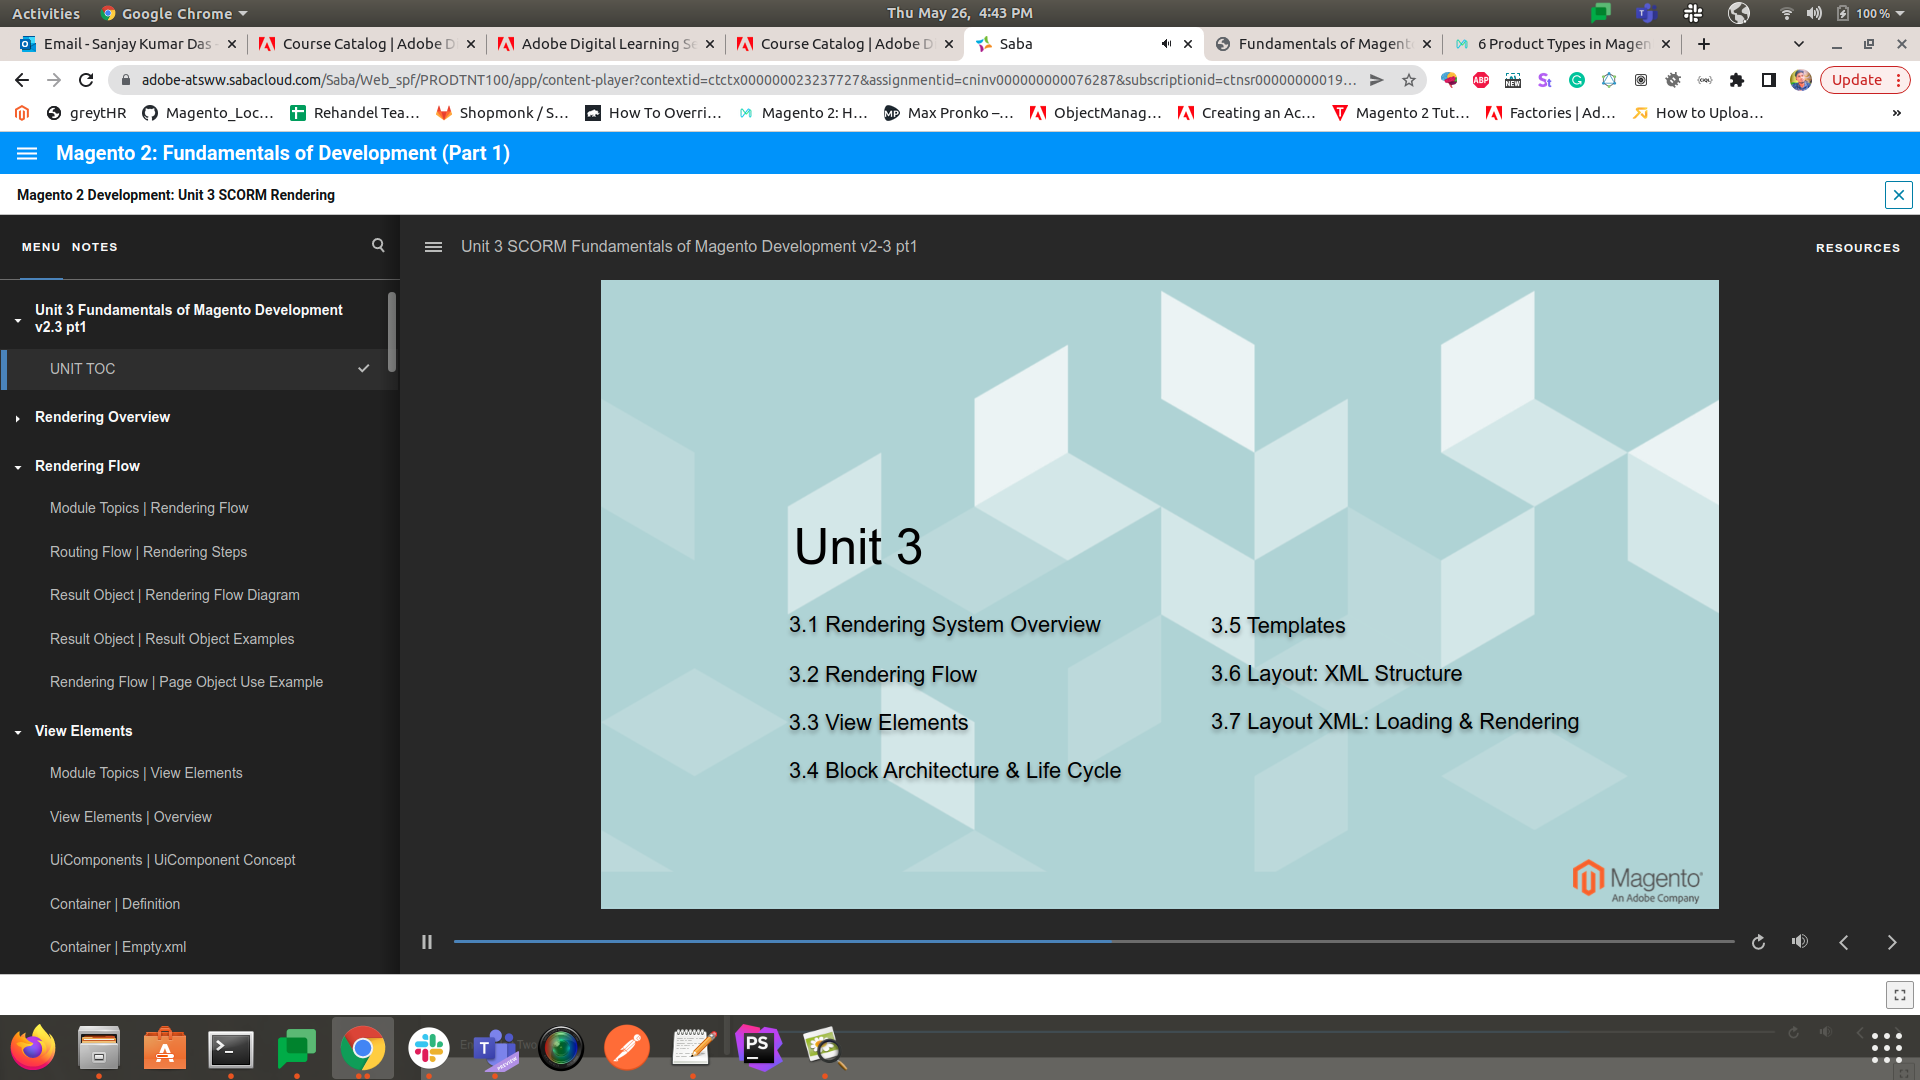 Activities Google Chrome Thu May 26, 4:43 PM 100 %
Email - Sanjay Kumar Das - Course Catalog | Adobe D Adobe Digital Learning Se Course Catalog | Adobe D Saba Fundamentals of Magent 6 Product Types in Magen
adobe-atsww.sabacloud.com/Saba/Web_spf/PRODTNT100/app/content-player?contextid=ctctx000000023237727&assignmentid=cninv000000000076287&subscriptionid=ctnsr00000000019... ABP NEW St Update
greytHR Magento_Loc... Rehandel Tea... Shopmonk / S... How To Overri... Magento 2: H... Max Pronko –... ObjectManag... Creating an Ac... Magento 2 Tut... Factories | Ad... How to Uploa... »
Magento 2: Fundamentals of Development (Part 1)
Magento 2 Development: Unit 3 SCORM Rendering
MENU NOTES
Unit 3 SCORM Fundamentals of Magento Development v2-3 pt1
RESOURCES
Unit 3 Fundamentals of Magento Development
v2.3 pt1
UNIT TOC
Rendering Overview
Rendering Flow
Module Topics | Rendering Flow
Routing Flow | Rendering Steps
Result Object | Rendering Flow Diagram
Result Object | Result Object Examples
Rendering Flow | Page Object Use Example
View Elements
Module Topics | View Elements
View Elements | Overview
UiComponents | UiComponent Concept
Container | Definition
Container | Empty.xml
Unit 3
3.1 Rendering System Overview
3.2 Rendering Flow
3.3 View Elements
3.4 Block Architecture & Life Cycle
3.5 Templates
3.6 Layout: XML Structure
3.7 Layout XML: Loading & Rendering
Magento
An Adobe Company
PS
PREVIEW